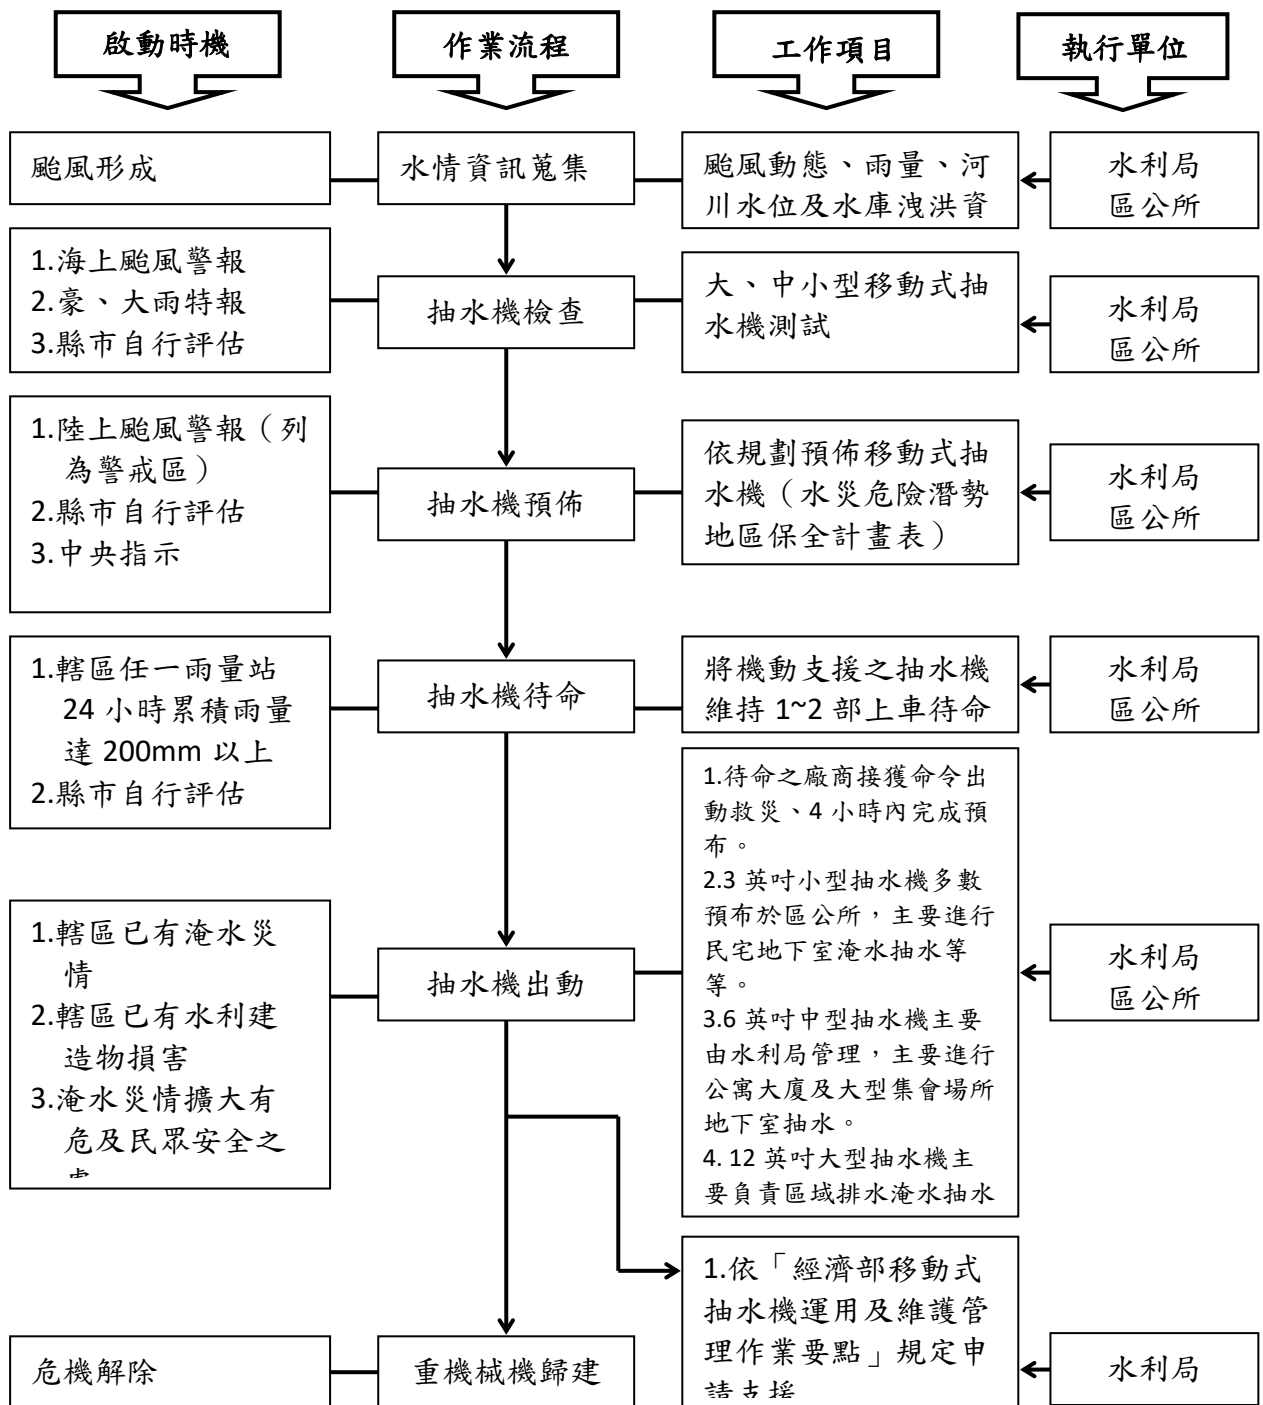 啟動時機
作業流程
工作項目
執行單位
颱風形成
水情資訊蒐集
颱風動態、雨量、河
川水位及水庫洩洪資
水利局
區公所
1.海上颱風警報
2.豪、大雨特報
3.縣市自行評估
抽水機檢查
大、中小型移動式抽
水機測試
水利局
區公所
1.陸上颱風警報（列
為警戒區）
2.縣市自行評估
3.中央指示
抽水機預佈
依規劃預佈移動式抽
水機（水災危險潛勢
地區保全計畫表）
水利局
區公所
1.轄區任一雨量站
24 小時累積雨量
達 200mm 以上
2.縣市自行評估
抽水機待命
將機動支援之抽水機
維持 1~2 部上車待命
水利局
區公所
1.轄區已有淹水災
情
2.轄區已有水利建
造物損害
3.淹水災情擴大有
危及民眾安全之
抽水機出動
1.待命之廠商接獲命令出
動救災、4 小時內完成預
布。
2.3 英吋小型抽水機多數
預布於區公所，主要進行
民宅地下室淹水抽水等
等。
3.6 英吋中型抽水機主要
由水利局管理，主要進行
公寓大廈及大型集會場所
地下室抽水。
4. 12 英吋大型抽水機主
要負責區域排水淹水抽水
水利局
區公所
危機解除
重機械機歸建
1.依「經濟部移動式
抽水機運用及維護管
理作業要點」規定申
請支援
水利局